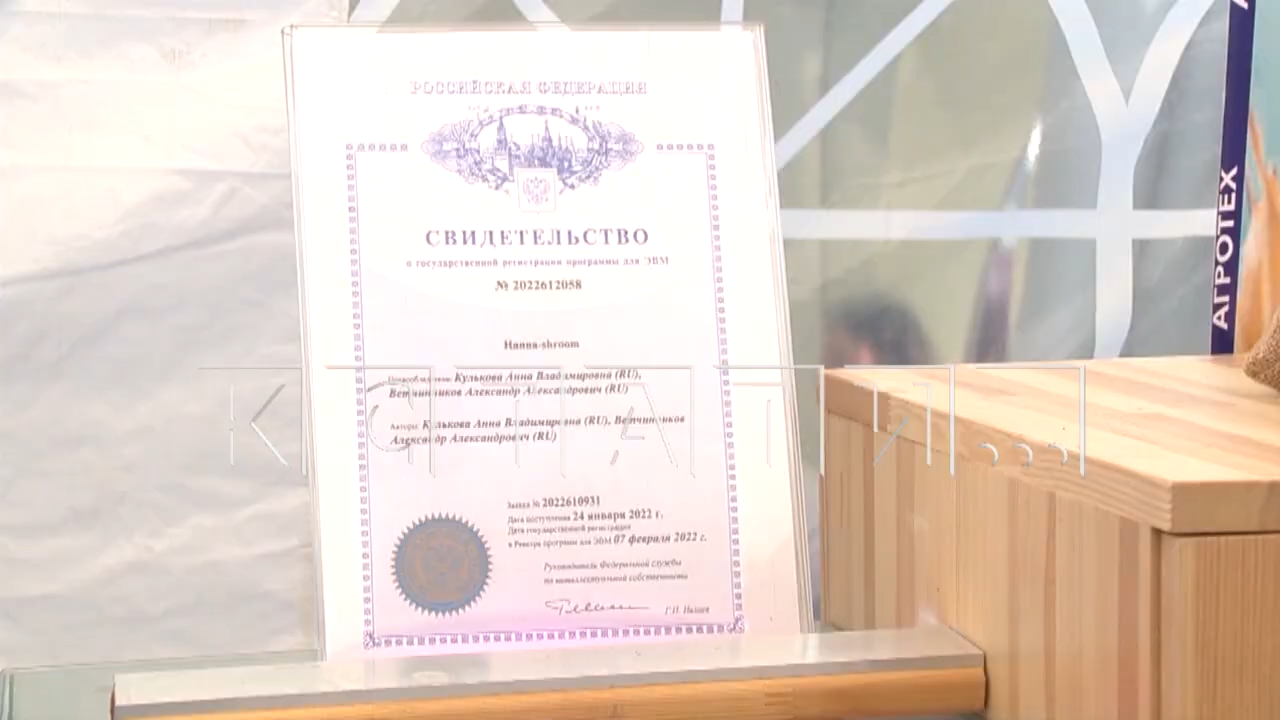 РОССИЙСКАЯ ФЕДЕРАЦИЯ
СВИДЕТЕЛЬСТВО
о государственной регистрации программы для ЭВМ
№ 2022612058
Hanna-shroom
Правообладатели: Кулькова Анна Владимировна (RU),
Ветчинников Александр Александрович (RU)
Авторы: Кулькова Анна Владимировна (RU), Ветчинников
Александр Александрович (RU)
Заявка № 2022610931
Дата поступления 24 января 2022 г.
Дата государственной регистрации
в Реестре программ для ЭВМ 07 февраля 2022 г.
Руководитель Федеральной службы
по интеллектуальной собственности
АГРОТЕХ